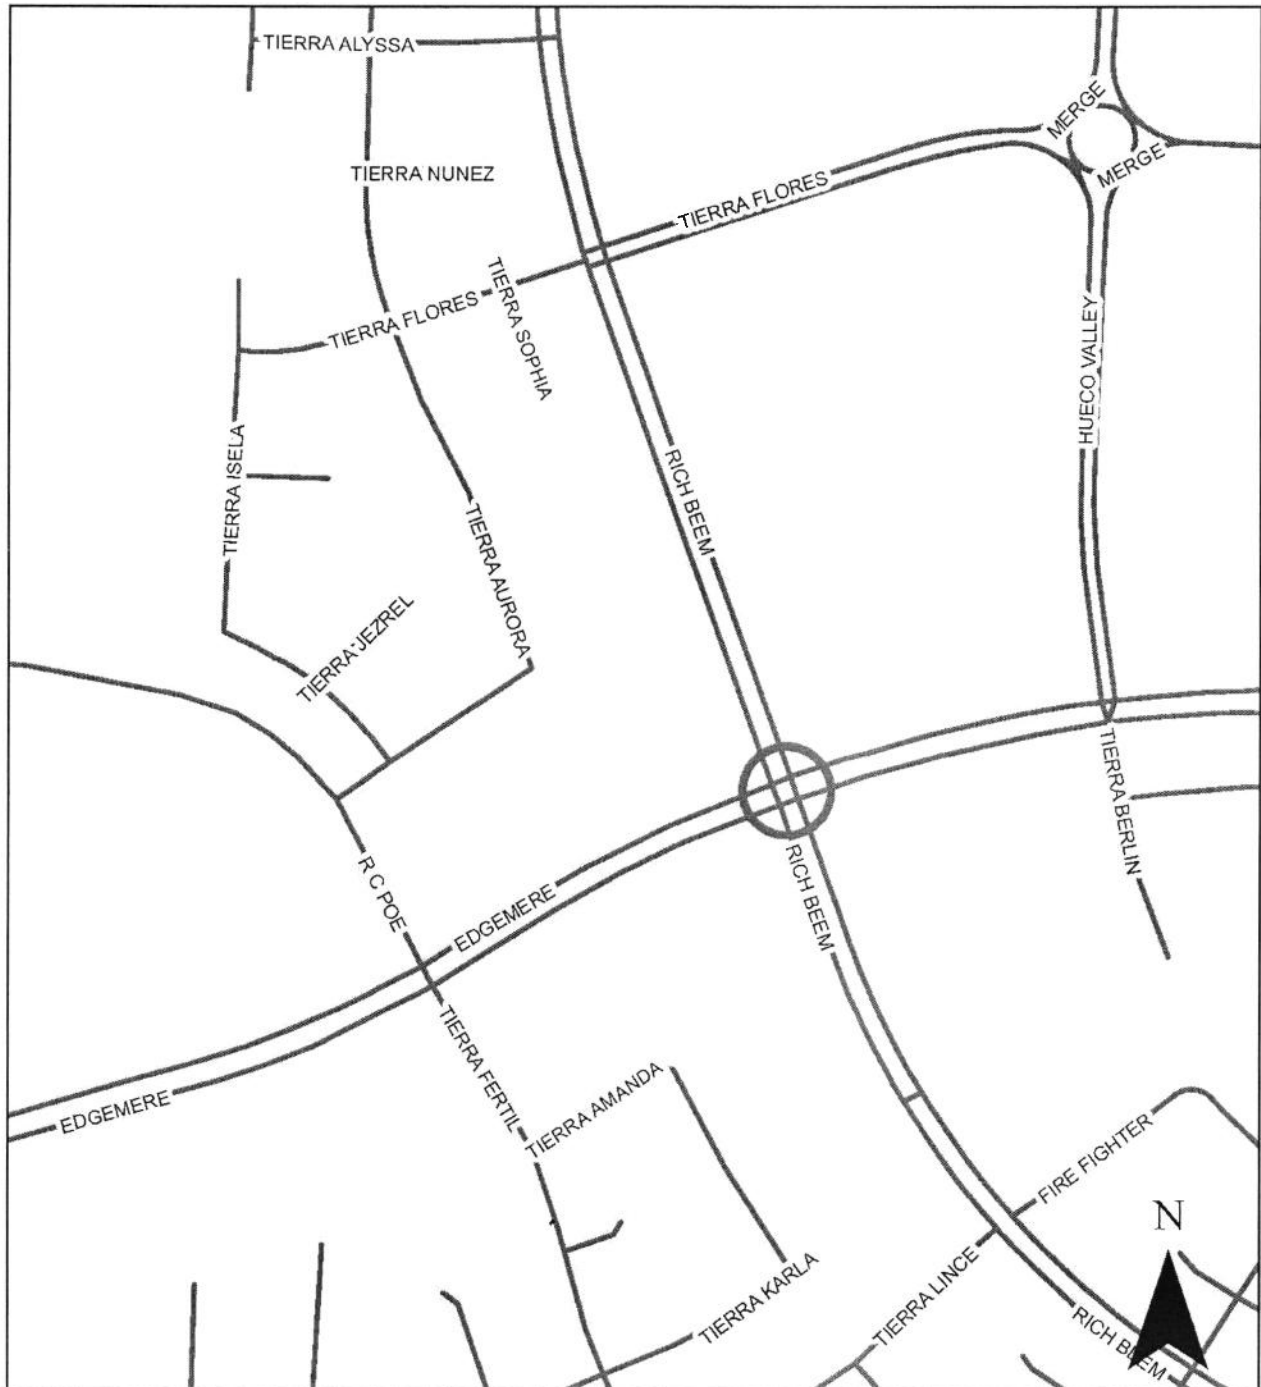 TIERRA ALYSSA
MERGE
MERGE
TIERRA NUNEZ
TIERRA FLORES
TIERRA SOPHIA
TIERRA FLORES
HUECO VALLEY
TIERRA ISELA
RICH BEEM
TIERRA AURORA
TIERRA JEZREL
TIERRA BERLIN
R C POE
EDGEMERE
RICH BEEM
TIERRA FERTIL
EDGEMERE
TIERRA AMANDA
FIRE FIGHTER
N
TIERRA KARLA
TIERRA LINCE
RICH BEEM